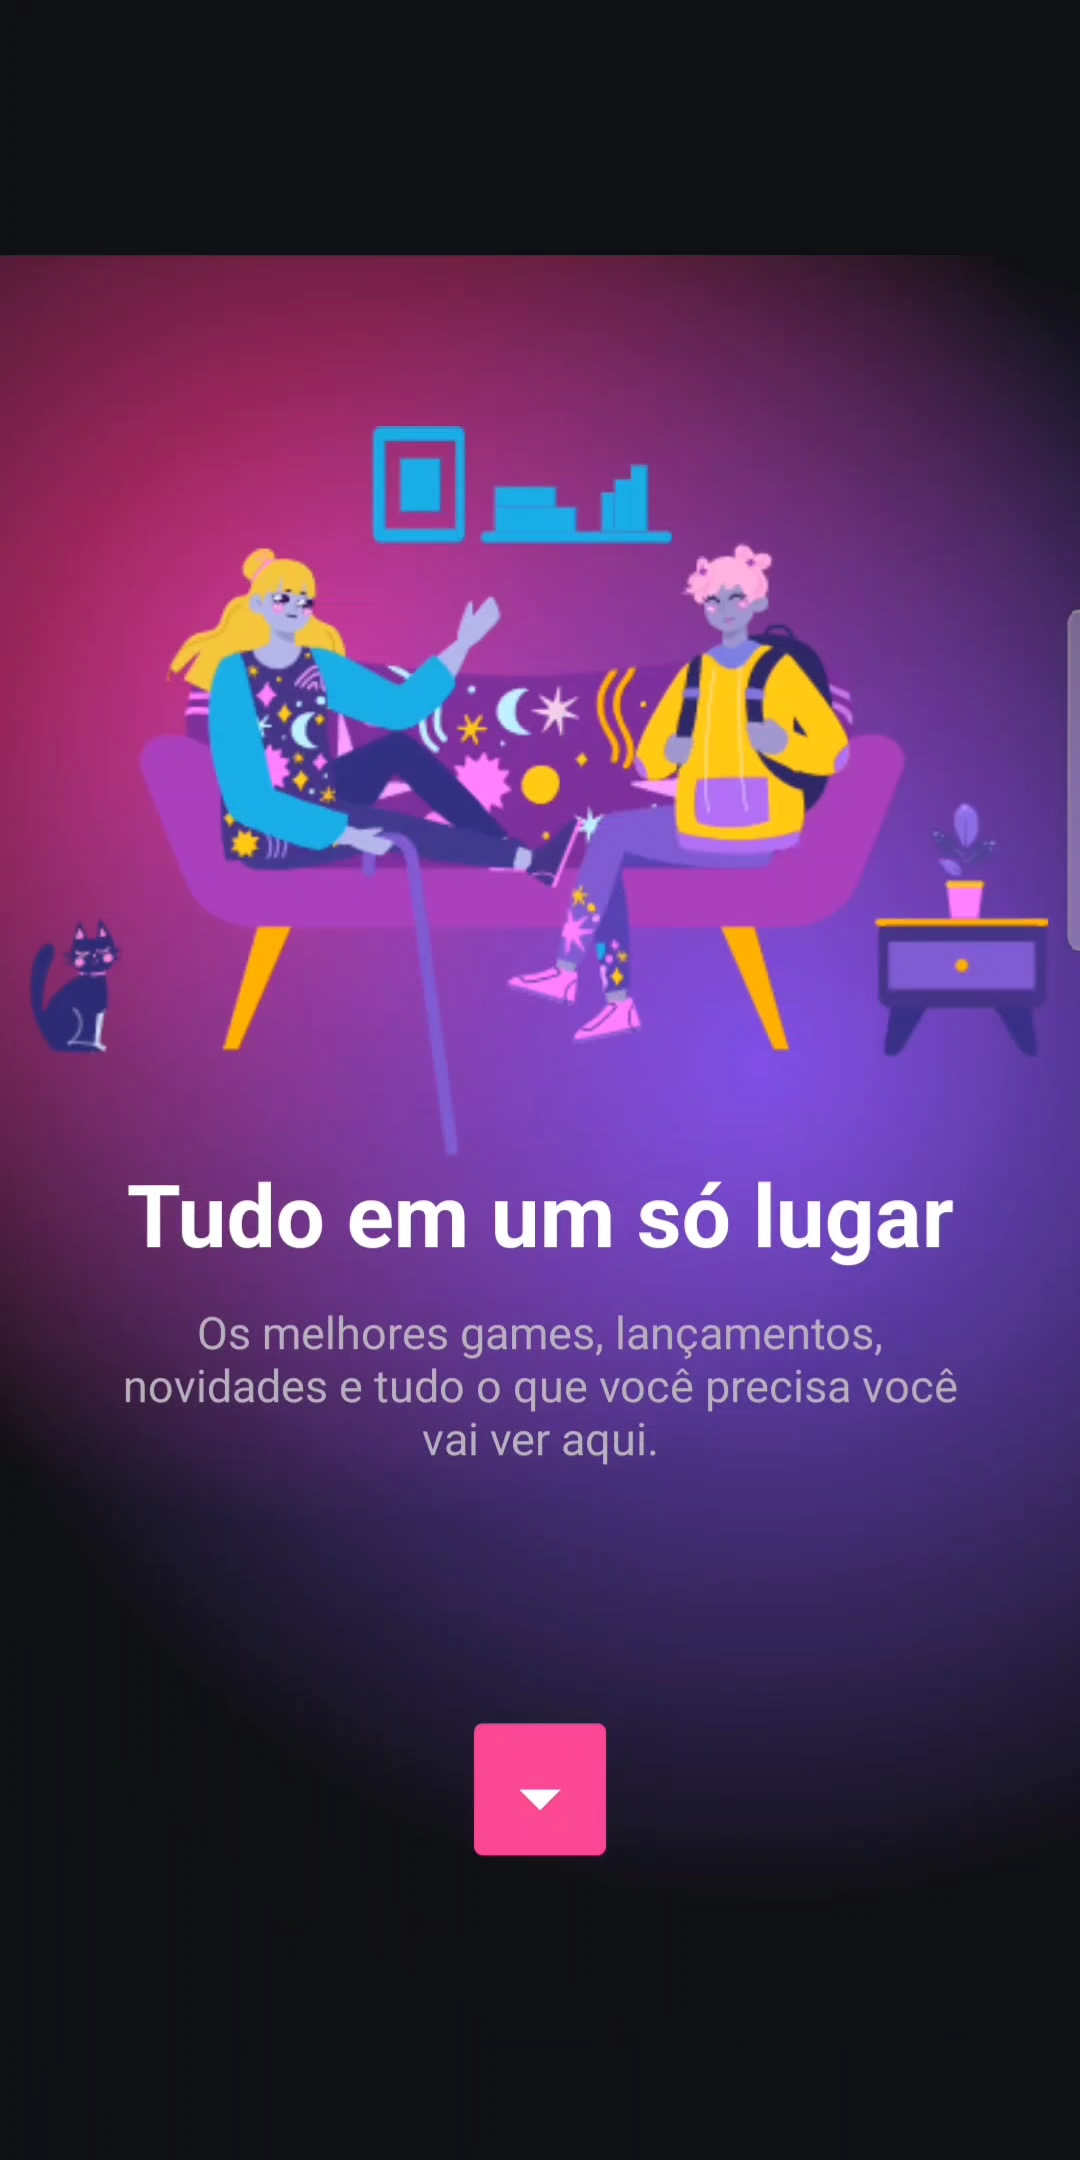 Tudo em um só lugar
Os melhores games, lançamentos,
novidades e tudo o que você precisa você
vai ver aqui.